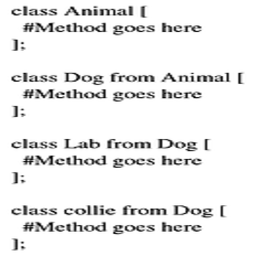 class Animal [
#Method goes here
];
class Dog from Animal [
#Method goes here
];
class Lab from Dog [
#Method goes here
];
class collie from Dog [
#Method goes here
];